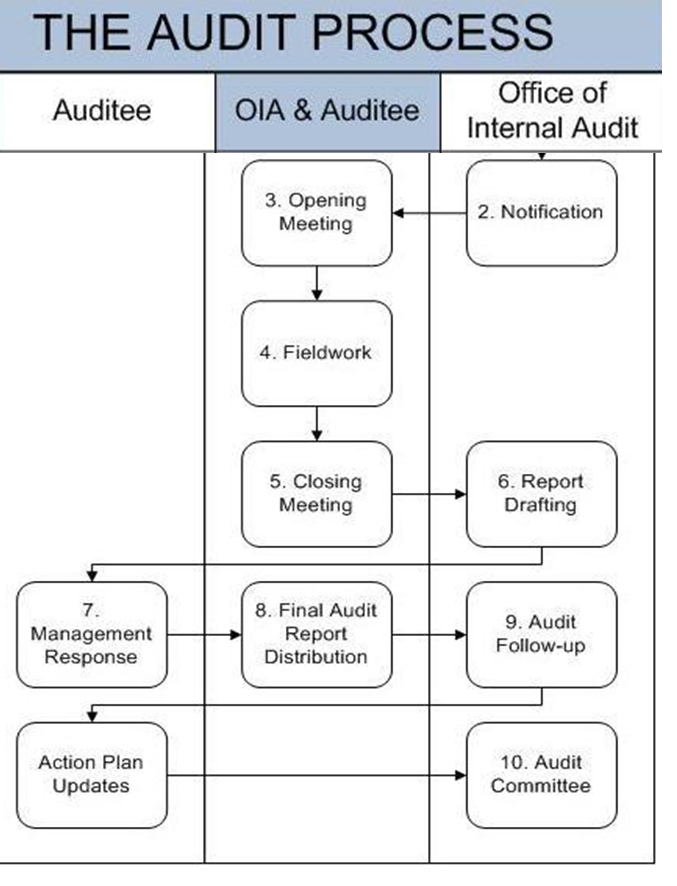 THE AUDIT PROCESS
Auditee
OIA & Auditee
Office of
Internal Audit
3. Opening
Meeting
2. Notification
4. Fieldwork
5. Closing
Meeting
6. Report
Drafting
7.
Management
Response
8. Final Audit
Report
Distribution
9. Audit
Follow-up
Action Plan
Updates
10. Audit
Committee